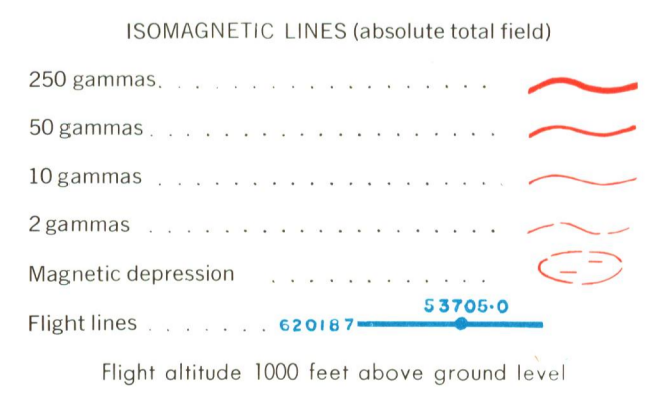 ISOMAGNETIC LINES (absolute total field)
250 gammas. . . . . . . . . . . . . . . . . .
50 gammas . . . . . . . . . . . . . . . . . .
10 gammas . . . . . . . . . . . . . . . . . .
2 gammas . . . . . . . . . . . . . . . . . .
Magnetic depression . . . . . . . . . . .
53705·0
Flight lines . . . . . . . 620187
Flight altitude 1000 feet above ground level